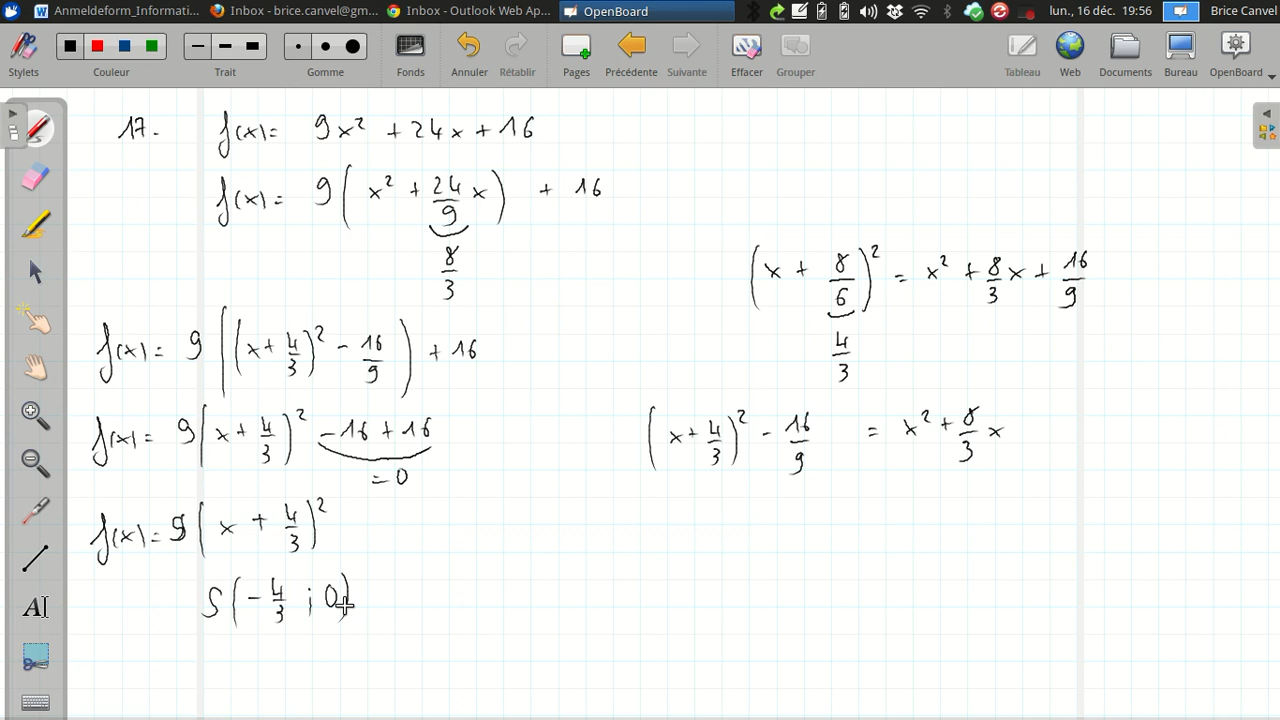 Anmeldeform_Informati... Inbox - brice.canvel@gm... Inbox - Outlook Web Ap... OpenBoard lun., 16 déc. 19:56 Brice Canvel
Stylets Couleur Trait Gomme Fonds Annuler Rétablir Pages Précédente Suivante Effacer Grouper Tableau Web Documents Bureau OpenBoard
17. f(x) = 9x² + 24x + 16
f(x) = 9(x² + 24/9 x) + 16
8/3
(x + 8/6)² = x² + 8/3 x + 16/9
4/3
f(x) = 9((x + 4/3)² - 16/9) + 16
f(x) = 9(x + 4/3)² - 16 + 16
= 0
(x + 4/3)² - 16/9 = x² + 8/3 x
f(x) = 9(x + 4/3)²
S(-4/3 ; 0)